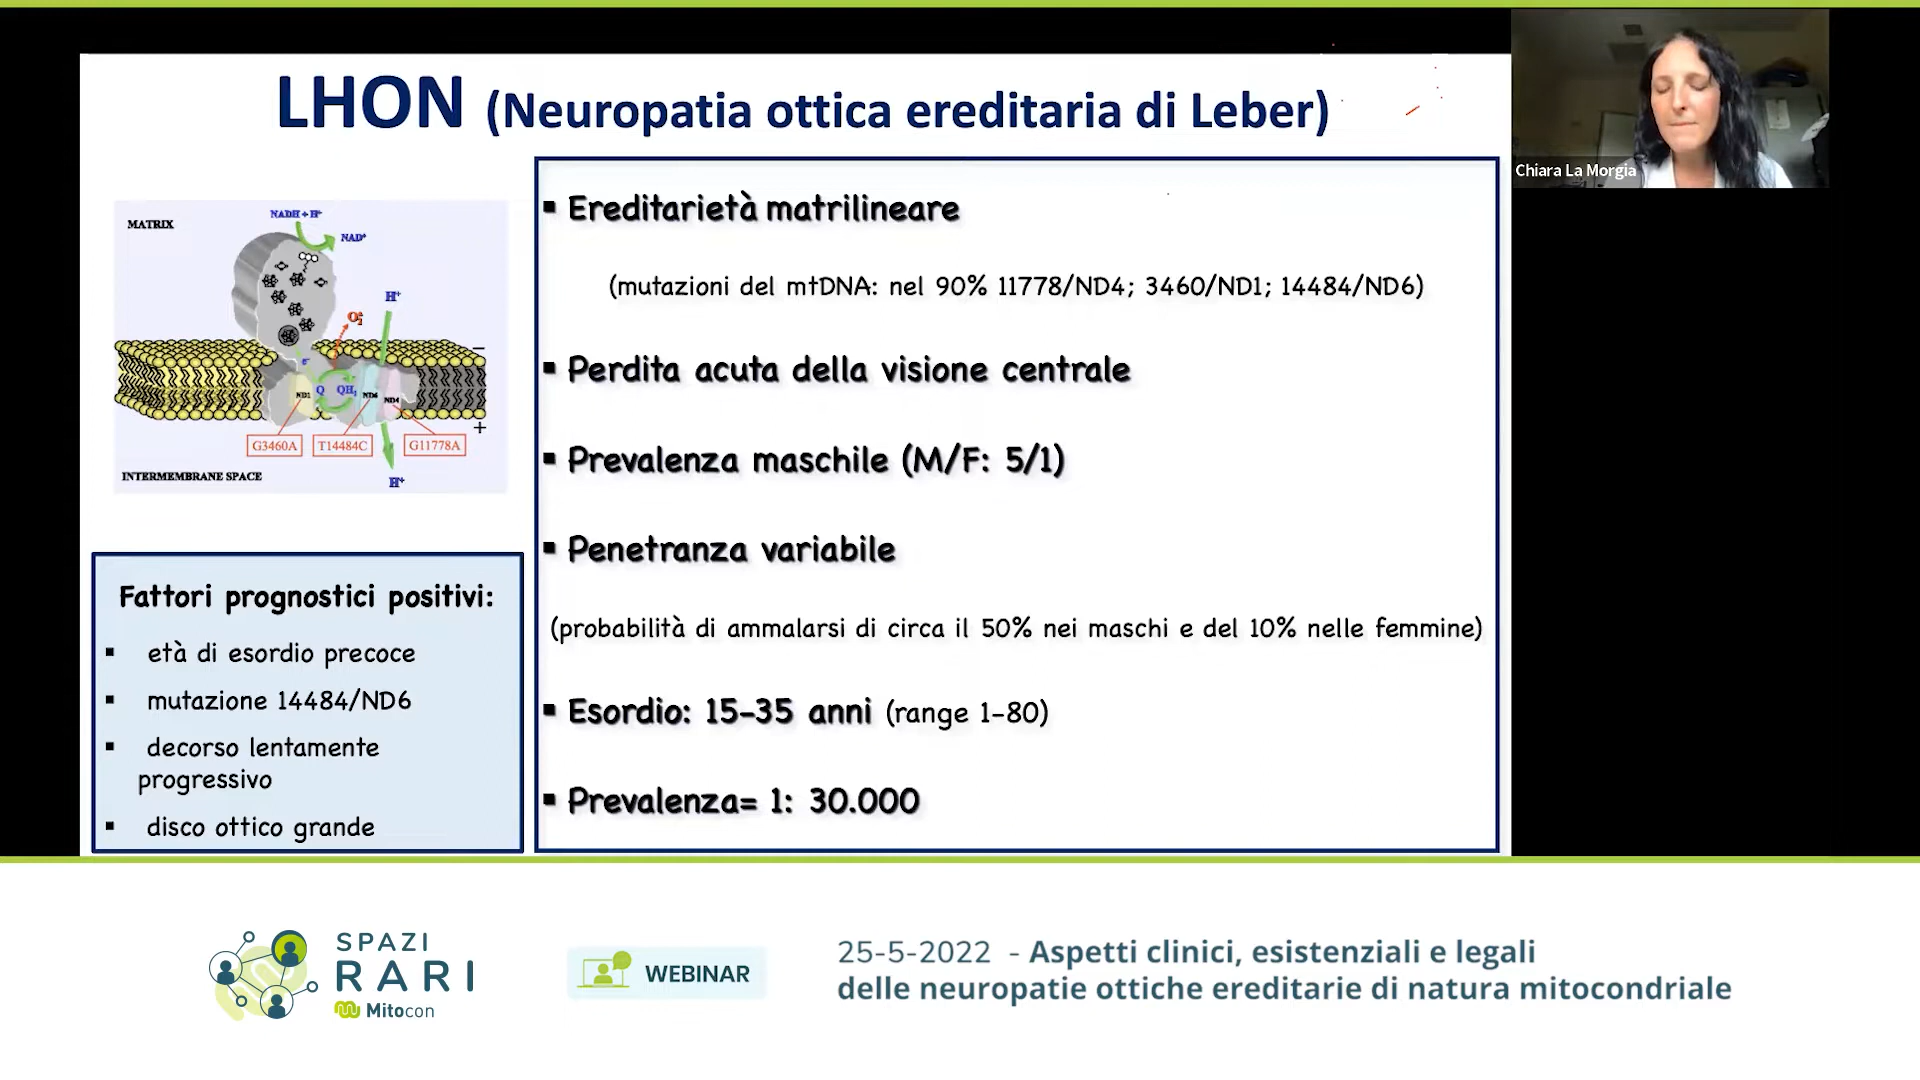 LHON (Neuropatia ottica ereditaria di Leber)
Chiara La Morgia
MATRIX
NADH + H⁺
NAD⁺
H⁺
e⁻
ND1
Q
QH₂
ND6
ND4
−
+
G3460A
T14484C
G11778A
INTERMEMBRANE SPACE
H⁺
Fattori prognostici positivi:
▪ età di esordio precoce
▪ mutazione 14484/ND6
▪ decorso lentamente
progressivo
▪ disco ottico grande
▪ Ereditarietà matrilineare
(mutazioni del mtDNA: nel 90% 11778/ND4; 3460/ND1; 14484/ND6)
▪ Perdita acuta della visione centrale
▪ Prevalenza maschile (M/F: 5/1)
▪ Penetranza variabile
(probabilità di ammalarsi di circa il 50% nei maschi e del 10% nelle femmine)
▪ Esordio: 15-35 anni (range 1-80)
▪ Prevalenza= 1: 30.000
SPAZI
RARI
Mitocon
WEBINAR
25-5-2022 - Aspetti clinici, esistenziali e legali
delle neuropatie ottiche ereditarie di natura mitocondriale